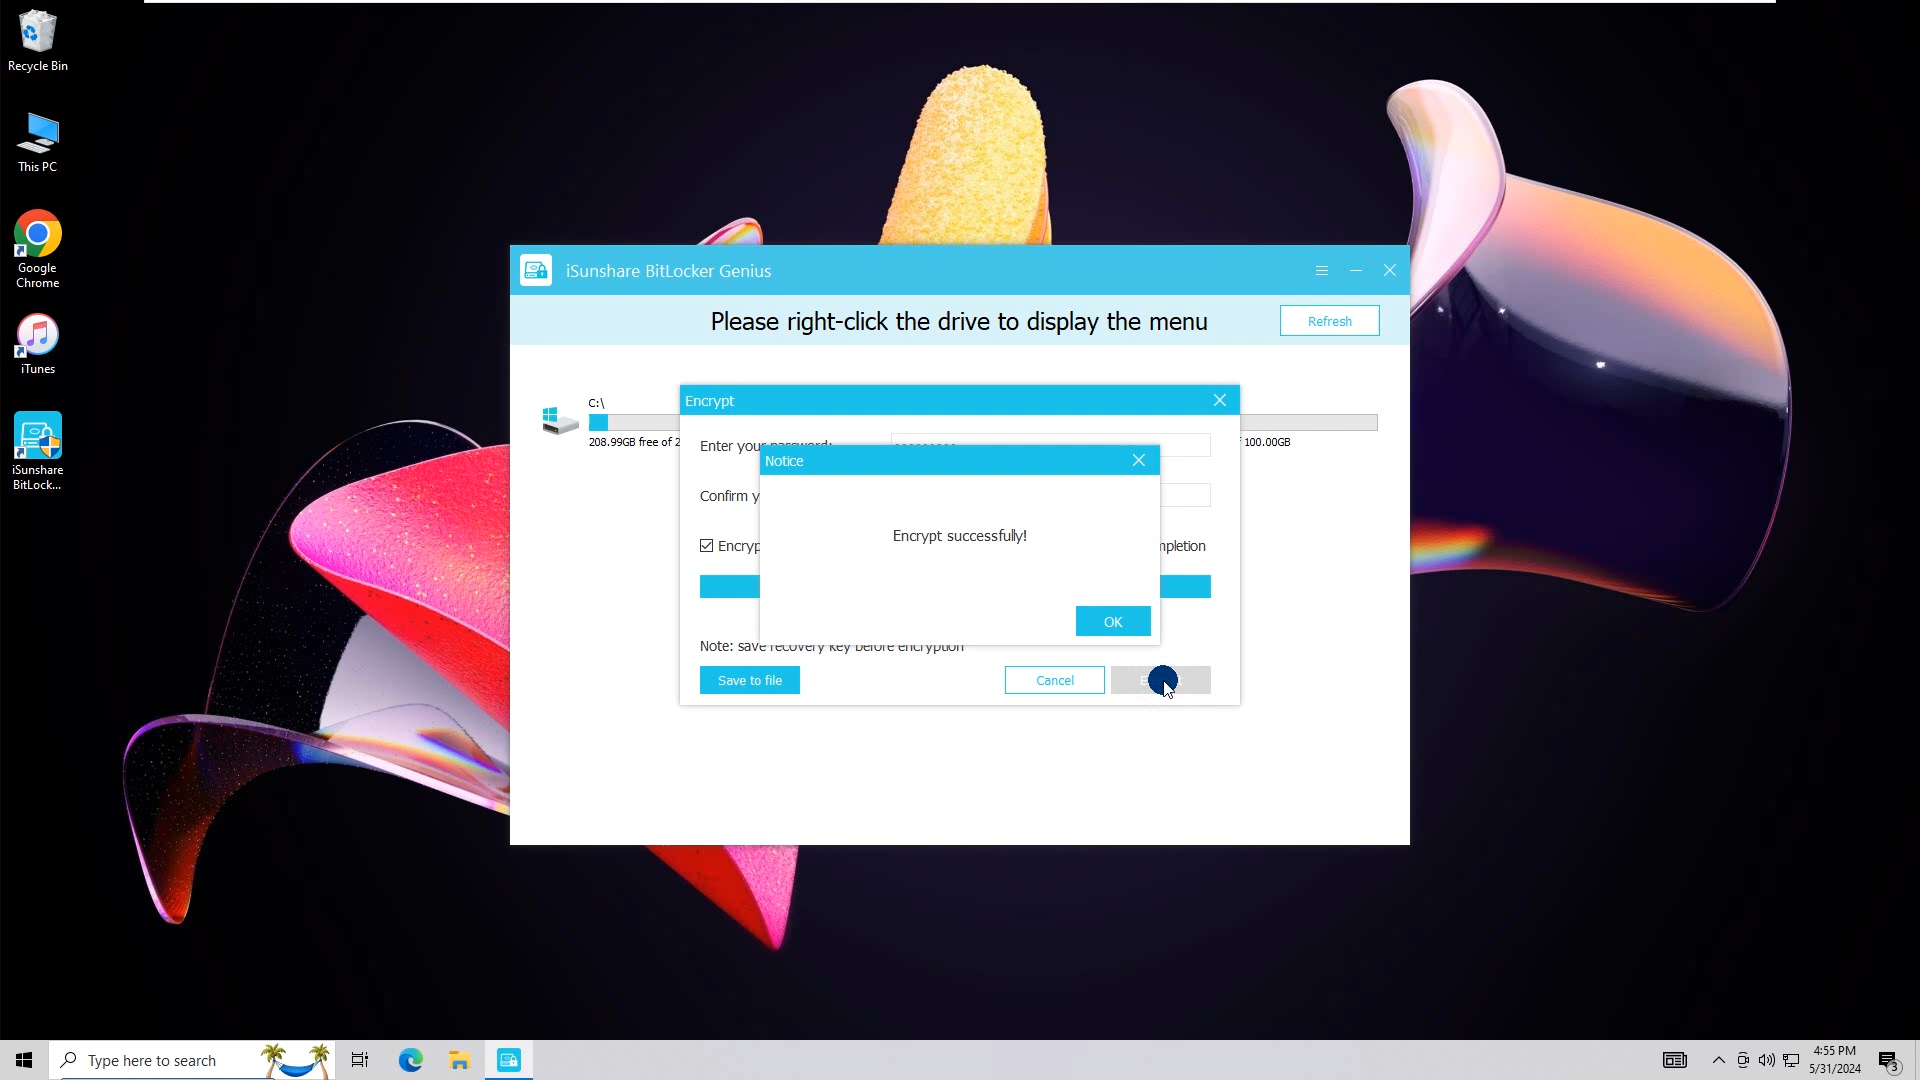 Recycle Bin
This PC
Google
Chrome
iTunes
iSunshare
BitLock...
iSunshare BitLocker Genius
Please right-click the drive to display the menu
Refresh
C:\
208.99GB free of 2
100.00GB
Encrypt
Enter your password:
Notice
Confirm y
Encrypt successfully!
Encryp
mpletion
OK
Note: save recovery key before encryption
Save to file
Cancel
Type here to search
4:55 PM
5/31/2024
3